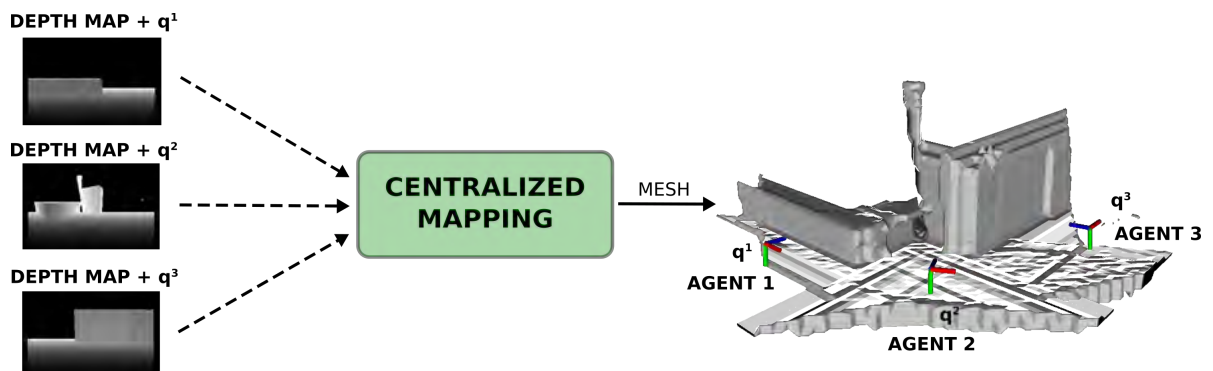 DEPTH MAP + q¹
DEPTH MAP + q²
DEPTH MAP + q³
CENTRALIZED
MAPPING
MESH
q¹
AGENT 1
q²
AGENT 2
q³
AGENT 3